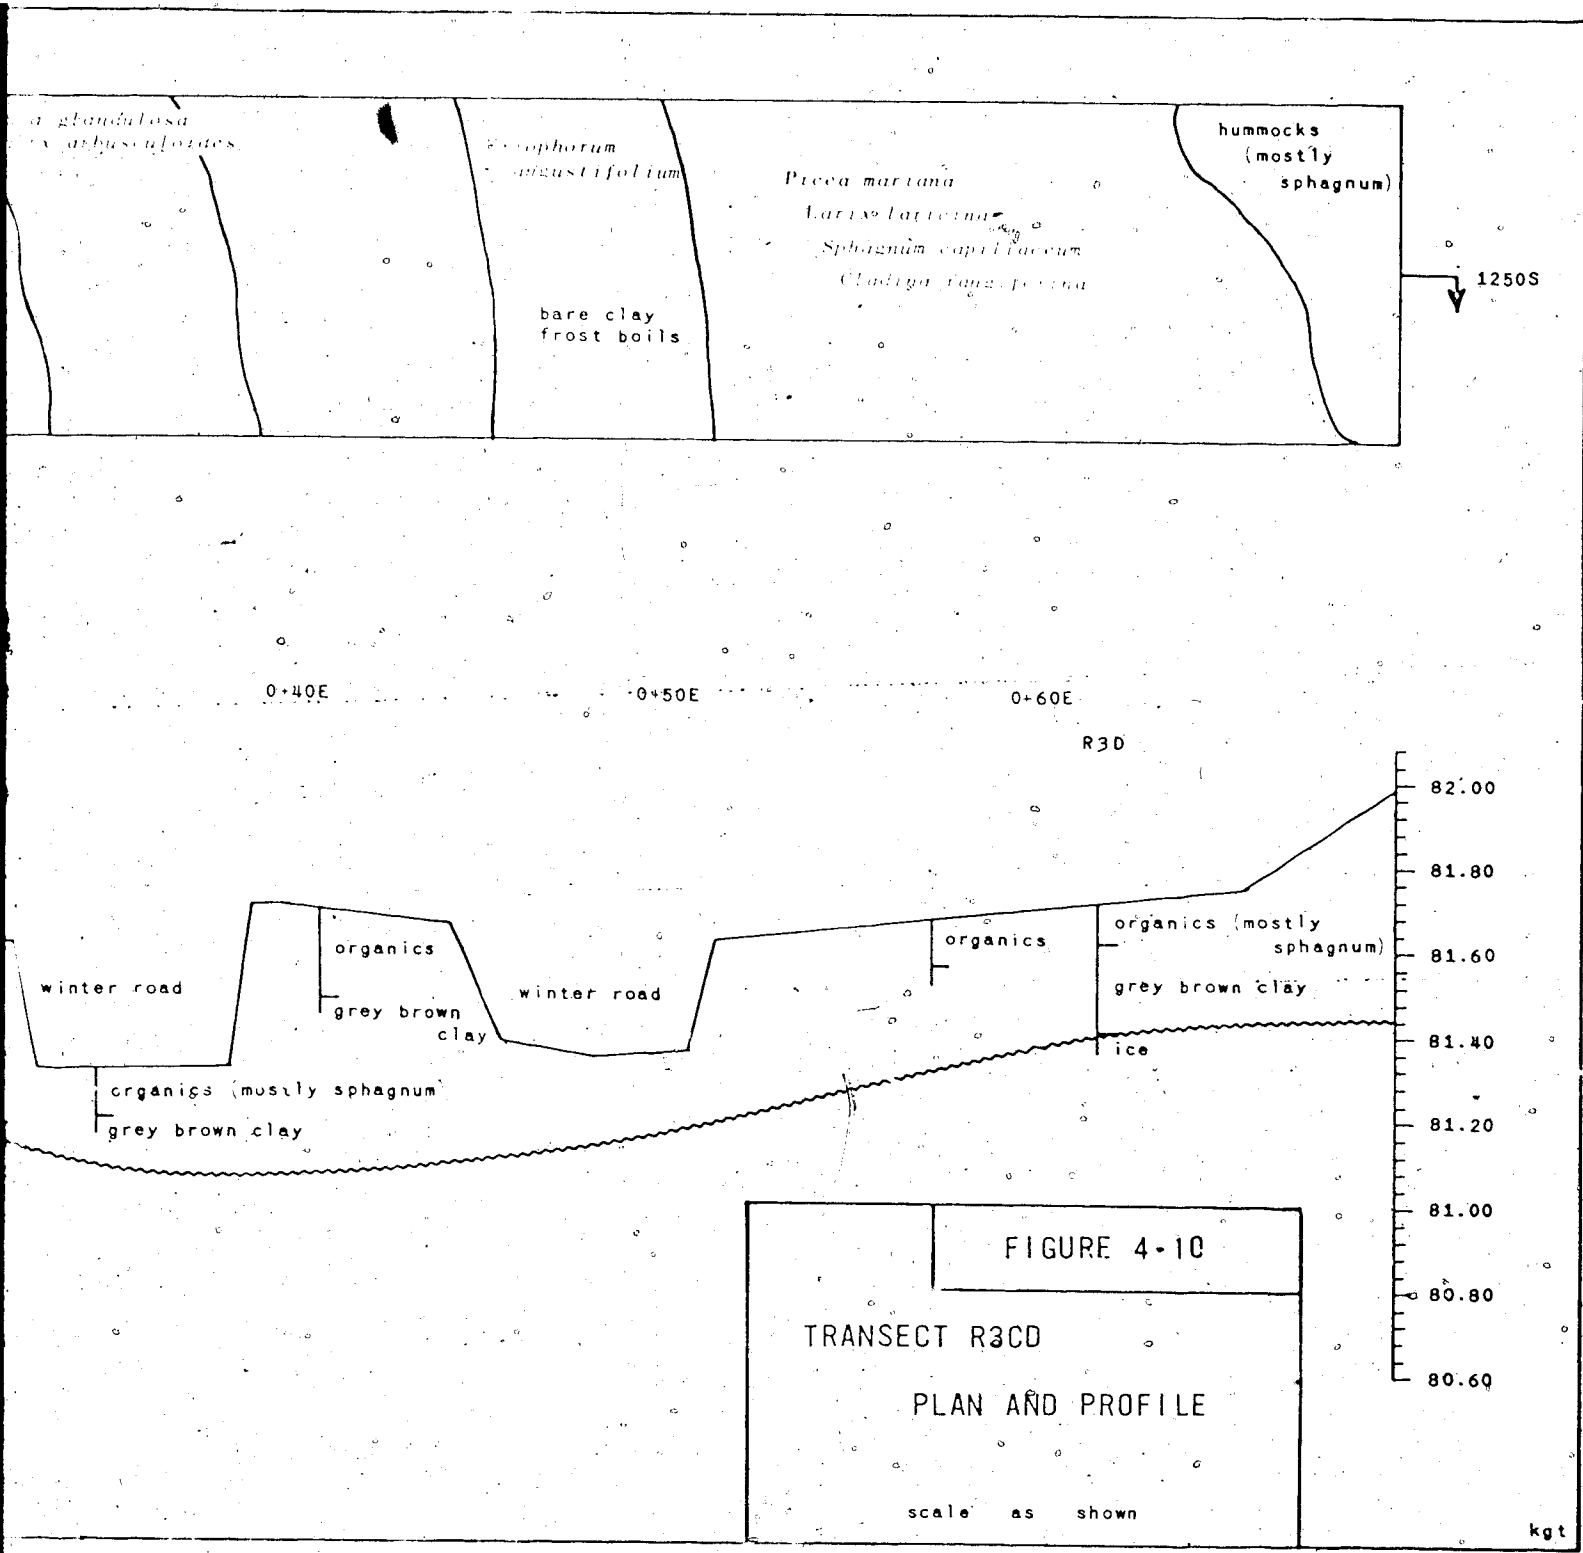 a glandulosa
arbusculoides
hummocks
(mostly
sphagnum)
ophorum
angustifolium
Picea mariana
Larix laricina
Sphagnum capillaceum
1250S
bare clay
frost boils
0+40E
0+50E
0+60E
R3D
82.00
81.80
81.60
81.40
81.20
81.00
80.80
80.60
organics
organics
organics (mostly
sphagnum)
winter road
winter road
grey brown
clay
grey brown clay
ice
organics (mostly sphagnum)
grey brown clay
FIGURE 4-10
TRANSECT R3CD
PLAN AND PROFILE
scale as shown
kgt